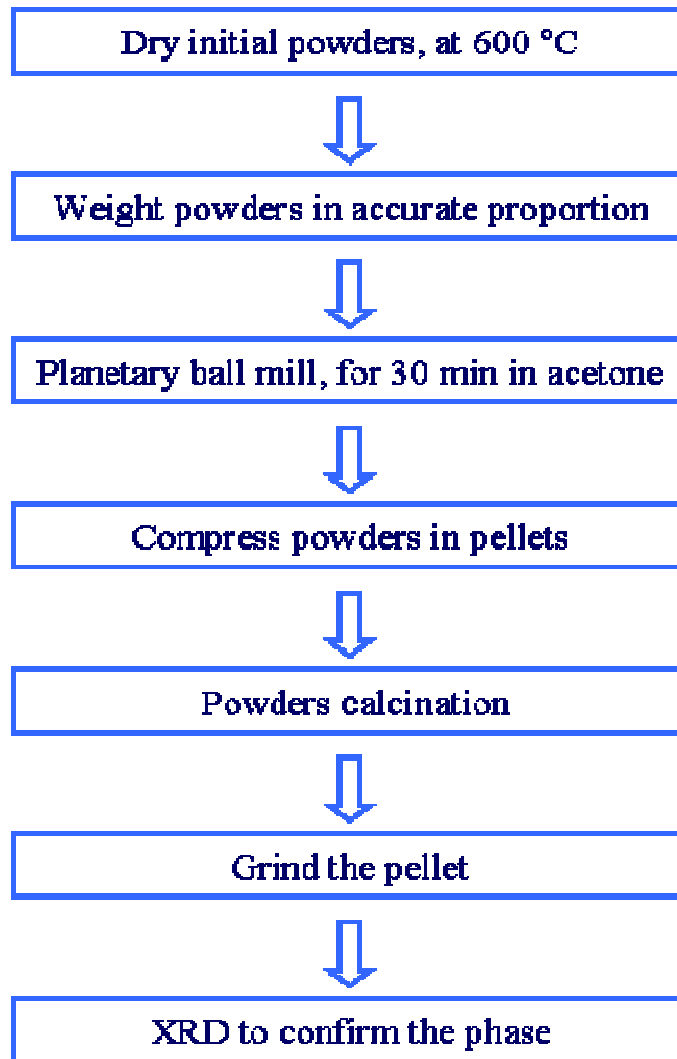 Dry initial powders, at 600 °C
Weight powders in accurate proportion
Planetary ball mill, for 30 min in acetone
Compress powders in pellets
Powders calcination
Grind the pellet
XRD to confirm the phase